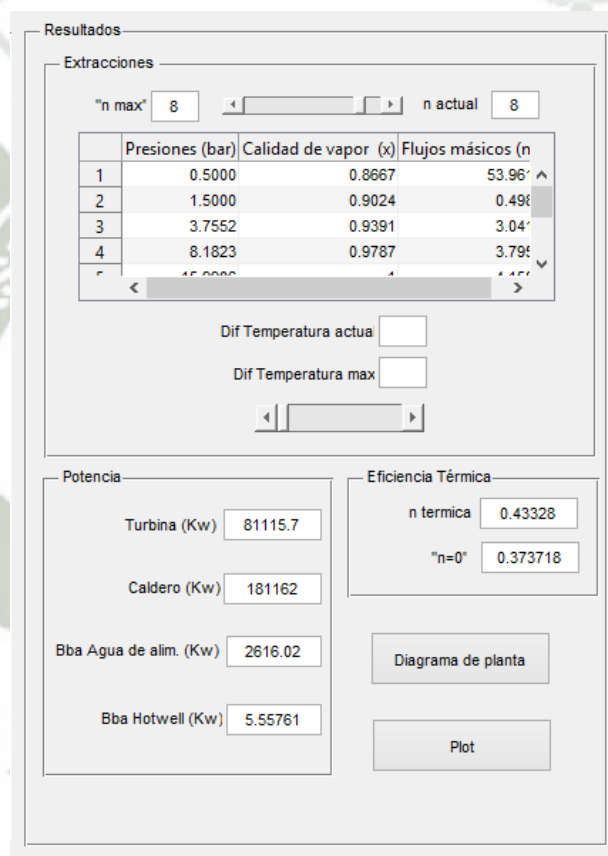 Resultados
Extracciones
"n max" 8 n actual 8
Presiones (bar) Calidad de vapor (x) Flujos másicos (n
1 0.5000 0.8667 53.961
2 1.5000 0.9024 0.498
3 3.7552 0.9391 3.041
4 8.1823 0.9787 3.795
Dif Temperatura actual
Dif Temperatura max
Potencia
Turbina (Kw) 81115.7
Caldero (Kw) 181162
Bba Agua de alim. (Kw) 2616.02
Bba Hotwell (Kw) 5.55761
Eficiencia Térmica
n termica 0.43328
"n=0" 0.373718
Diagrama de planta
Plot